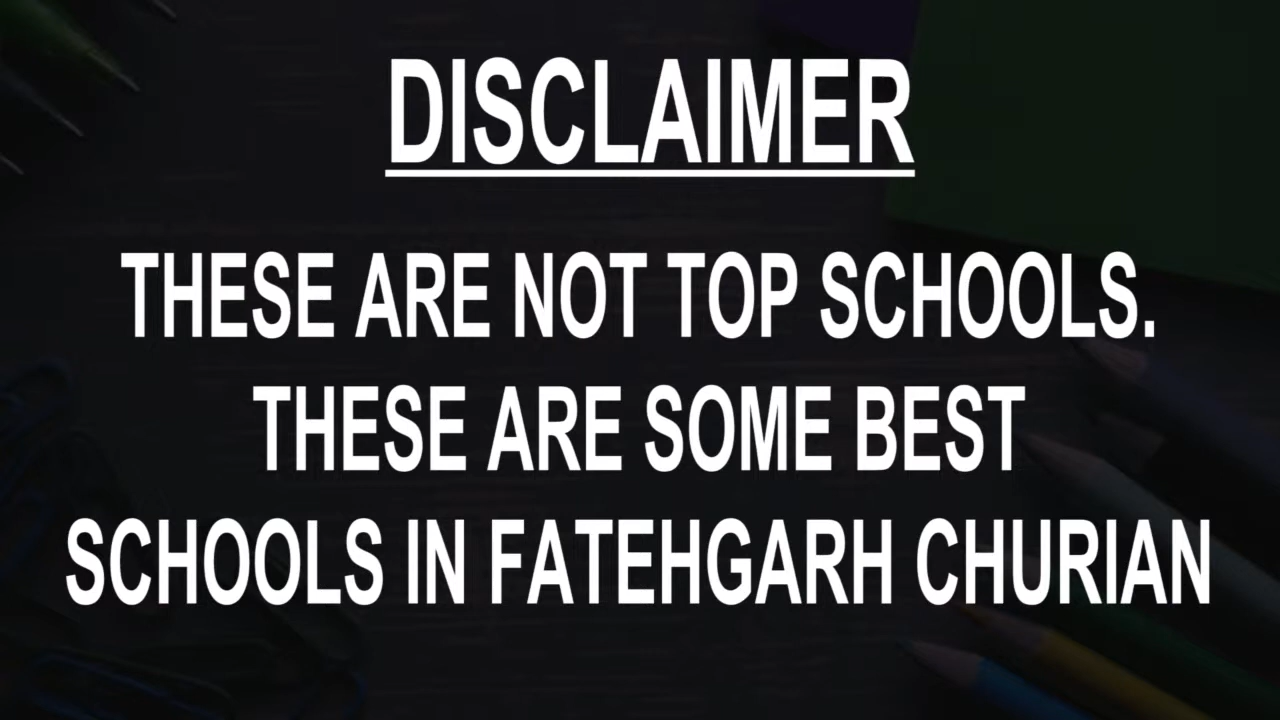 DISCLAIMER
THESE ARE NOT TOP SCHOOLS.
THESE ARE SOME BEST
SCHOOLS IN FATEHGARH CHURIAN